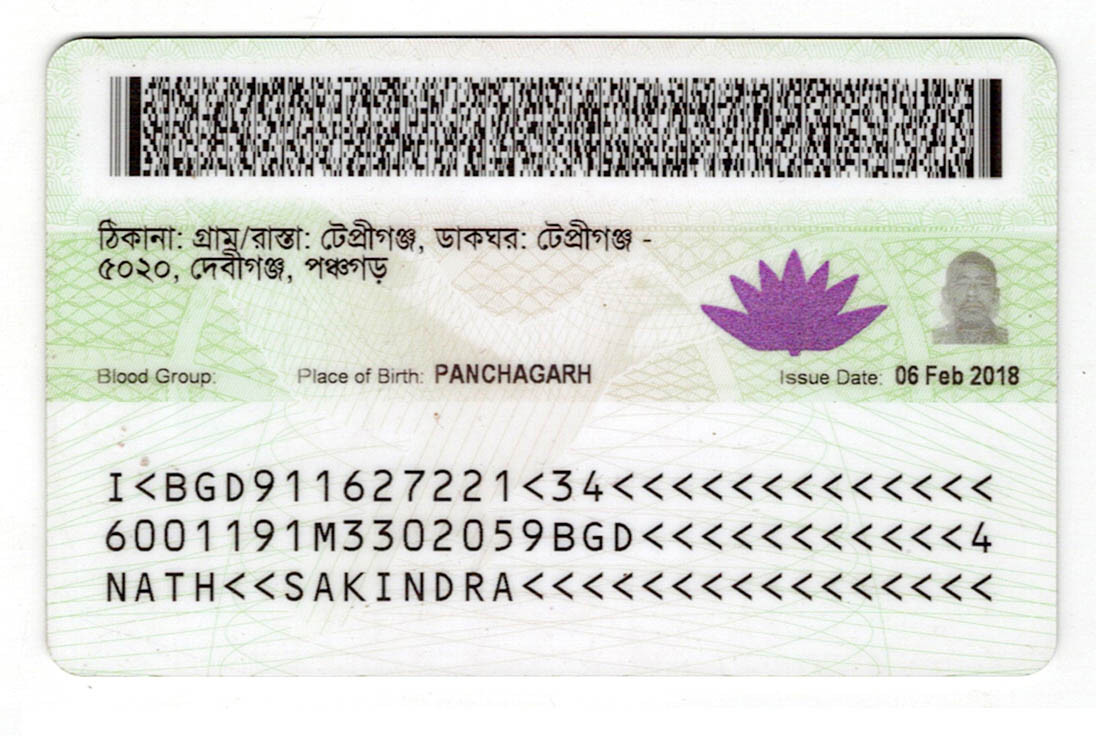 ঠিকানা: গ্রাম/রাস্তা: টেপ্রীগঞ্জ, ডাকঘর: টেপ্রীগঞ্জ -
৫০২০, দেবীগঞ্জ, পঞ্চগড়
Blood Group: Place of Birth: PANCHAGARH Issue Date: 06 Feb 2018
I<BGD911627221<34<<<<<<<<<<<<<
6001191M3302059BGD<<<<<<<<<<<4
NATH<<SAKINDRA<<<<<<<<<<<<<<<<